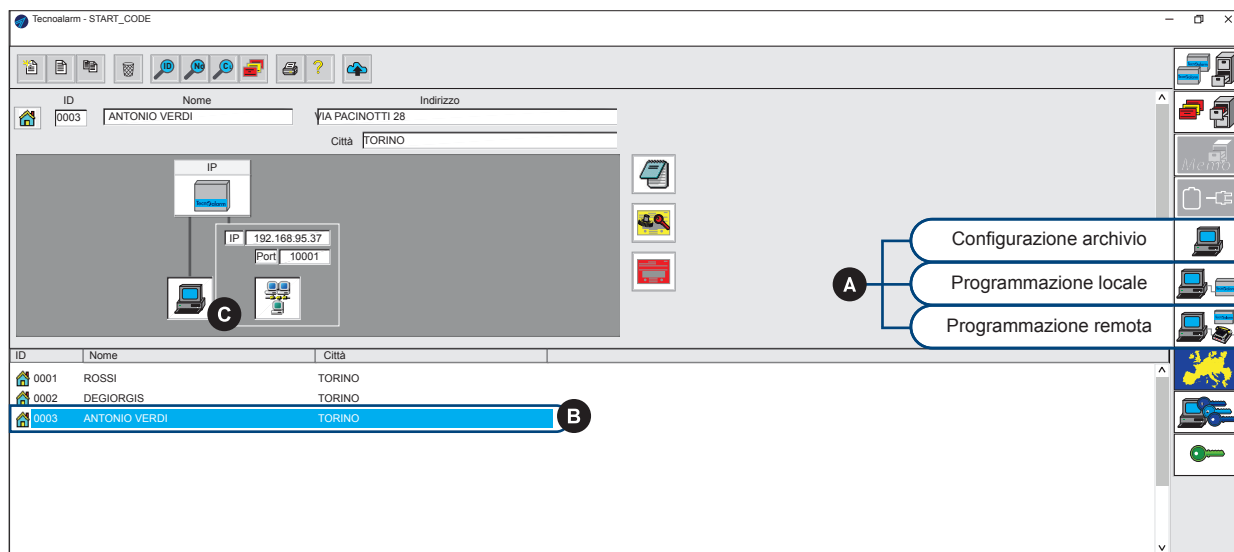 Tecnoalarm - START_CODE
ID Nome Indirizzo
0003 ANTONIO VERDI VIA PACINOTTI 28
Città TORINO
IP
IP 192.168.95.37
Port 10001
C
Memo
A
Configurazione archivio
Programmazione locale
Programmazione remota
ID Nome Città
0001 ROSSI TORINO
0002 DEGIORGIS TORINO
0003 ANTONIO VERDI TORINO
B